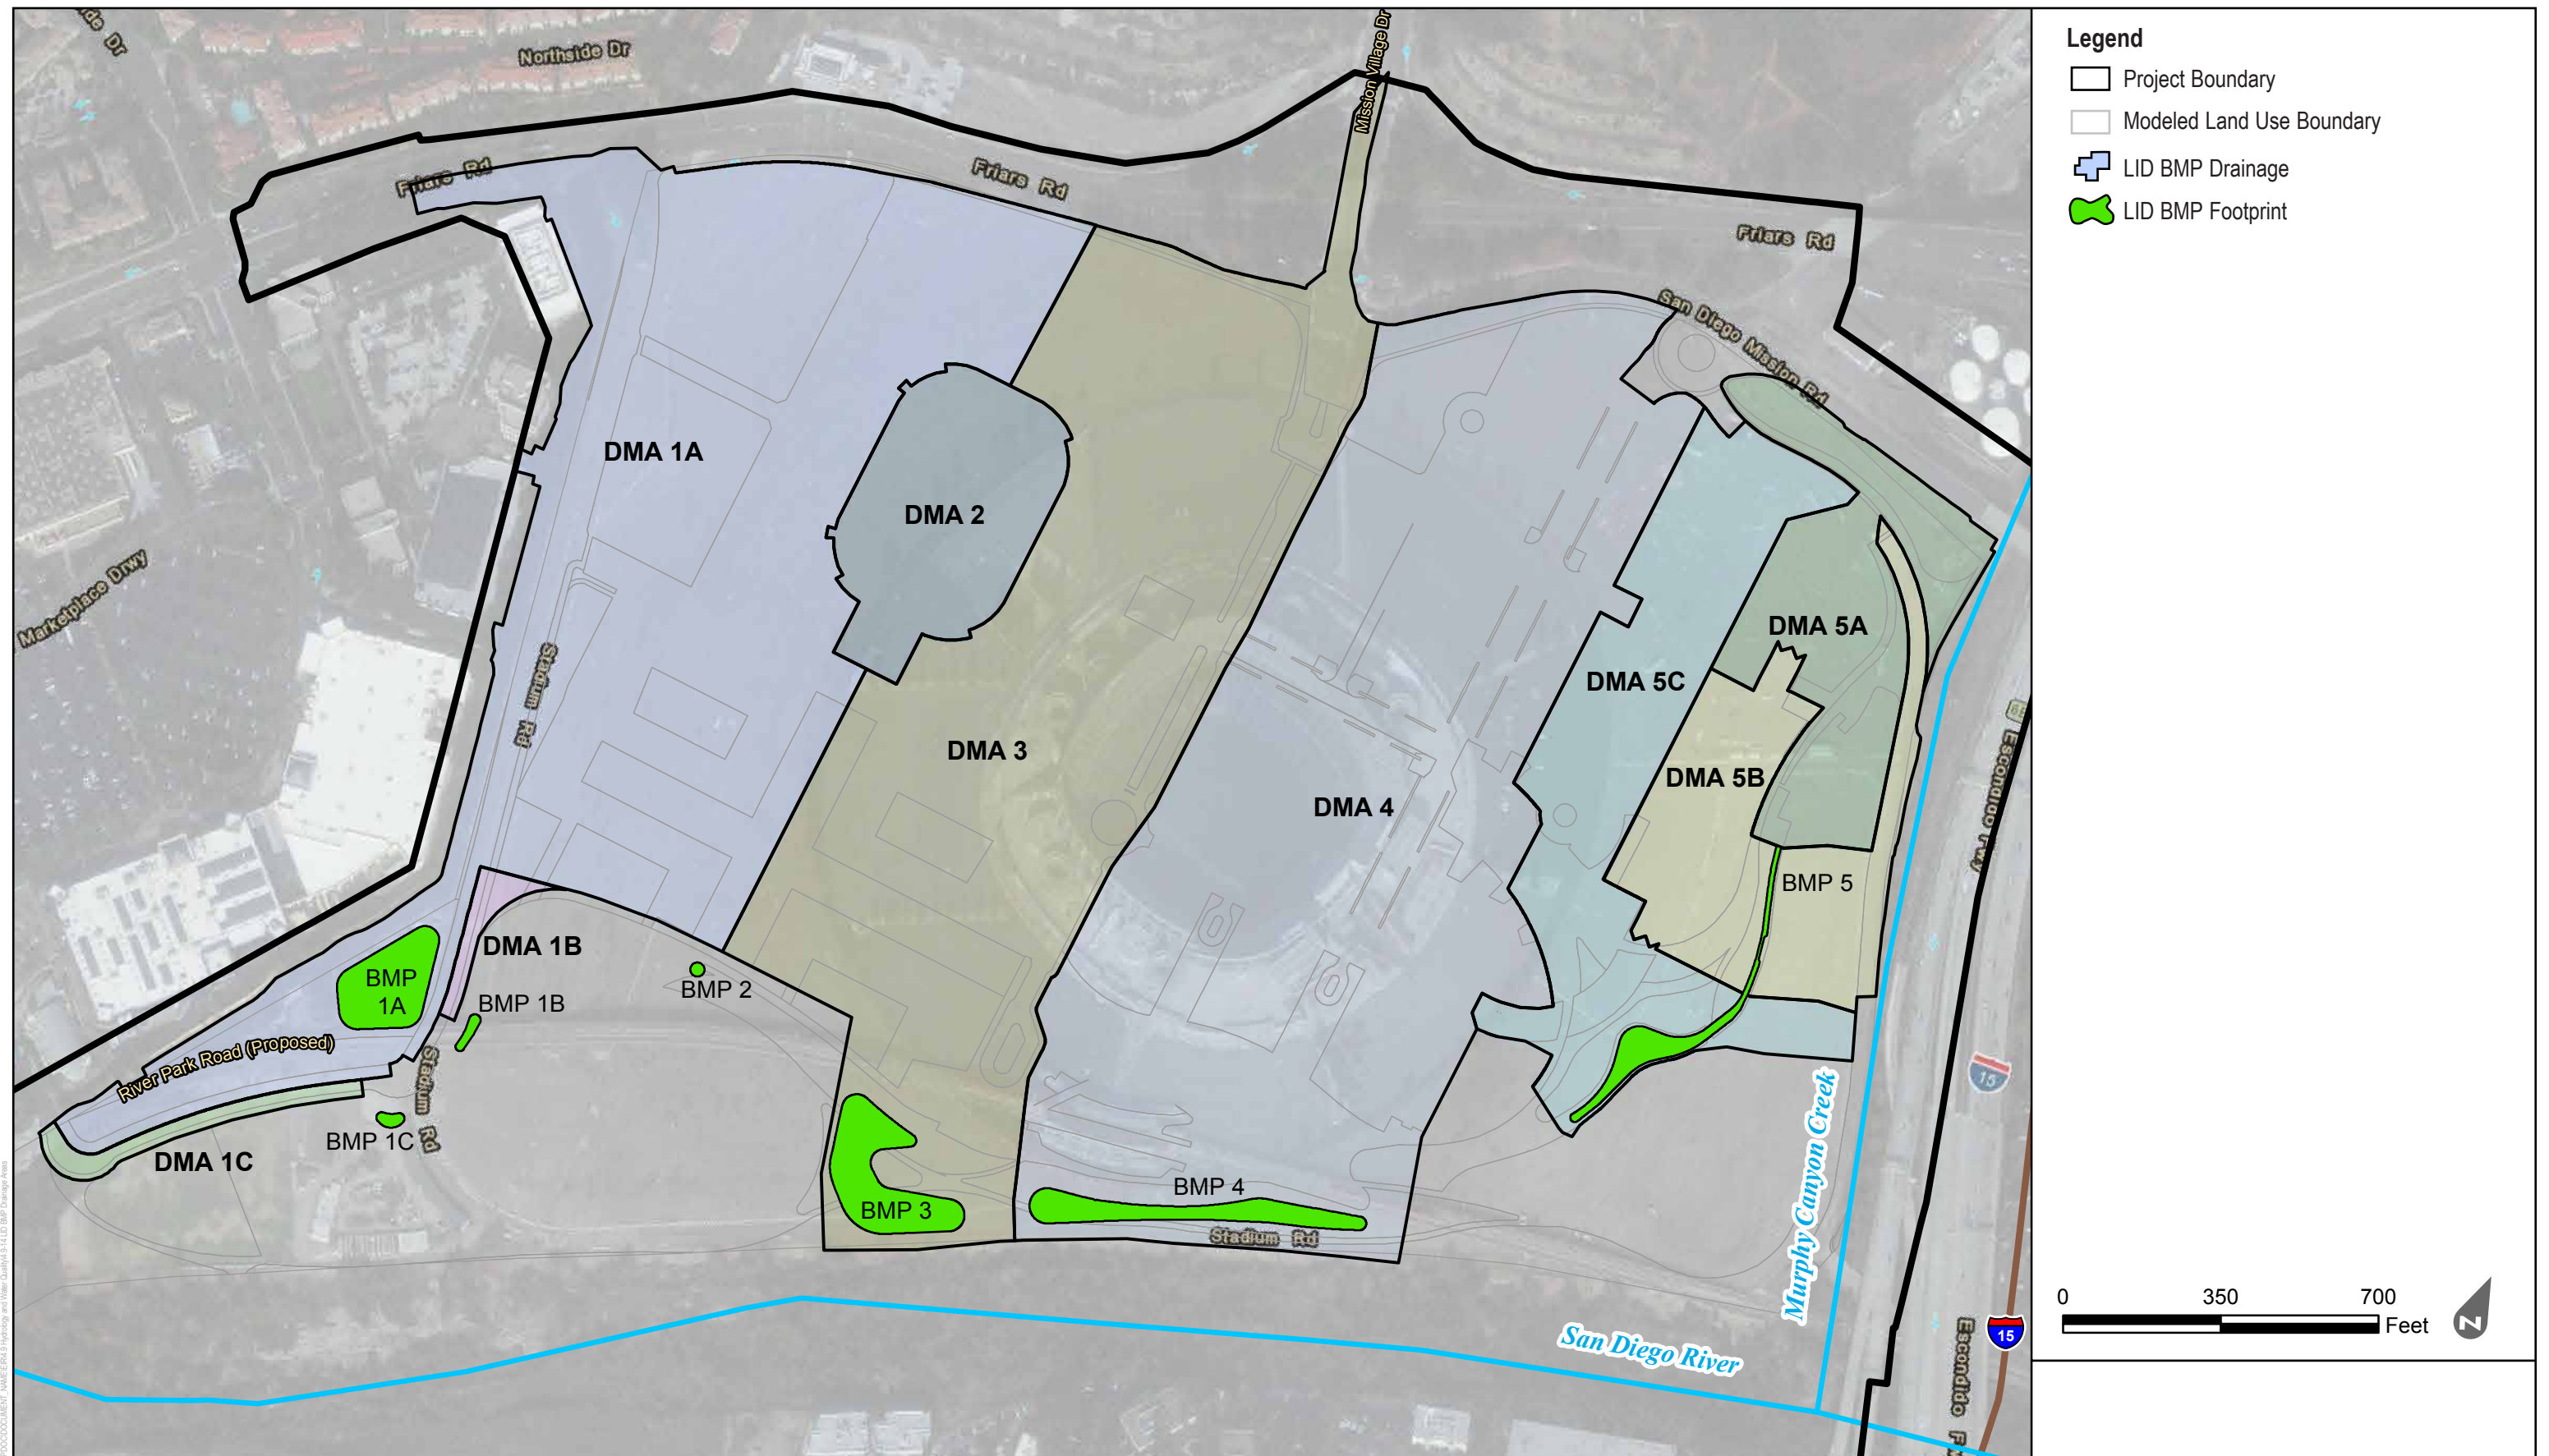 Northside Dr
Mission Village Dr
Friars Rd
Friars Rd
Friars Rd
San Diego Mission Rd
DMA 1A
DMA 2
DMA 5A
Marketplace Drwy
Stadium Rd
DMA 5C
DMA 3
DMA 5B
DMA 4
Escondido Fwy
BMP 5
DMA 1B
BMP
1A
BMP 2
BMP 1B
River Park Road (Proposed)
Stadium Rd
BMP 1C
DMA 1C
15
Murphy Canyon Creek
BMP 4
BMP 3
Stadium Rd
San Diego River
Escondido
15
Legend
Project Boundary
Modeled Land Use Boundary
LID BMP Drainage
LID BMP Footprint
0 350 700
Feet
N